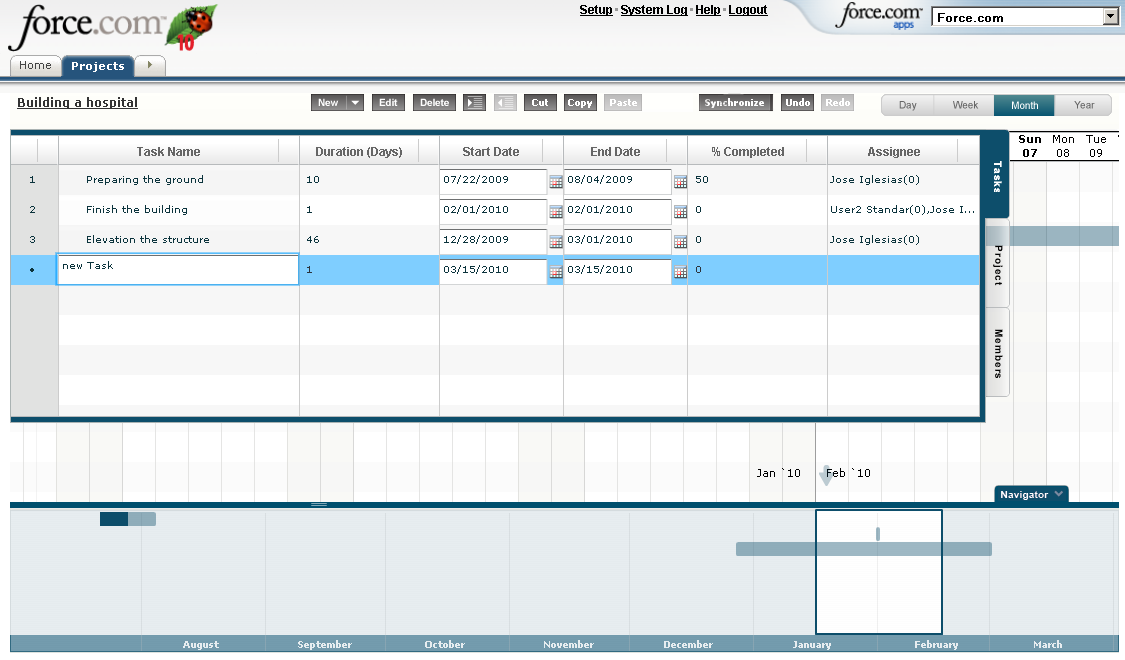 Setup · System Log · Help · Logout
force.com 10
force.com apps
Force.com
Home Projects
Building a hospital
New Edit Delete Cut Copy Paste Synchronize Undo Redo Day Week Month Year
Task Name Duration (Days) Start Date End Date % Completed Assignee
Sun Mon Tue
07 08 09
1 Preparing the ground 10 07/22/2009 08/04/2009 50 Jose Iglesias(0)
2 Finish the building 1 02/01/2010 02/01/2010 0 User2 Standar(0),Jose I...
3 Elevation the structure 46 12/28/2009 03/01/2010 0 Jose Iglesias(0)
• new Task 1 03/15/2010 03/15/2010 0
Tasks
Project
Members
Jan `10 Feb `10
Navigator
August September October November December January February March